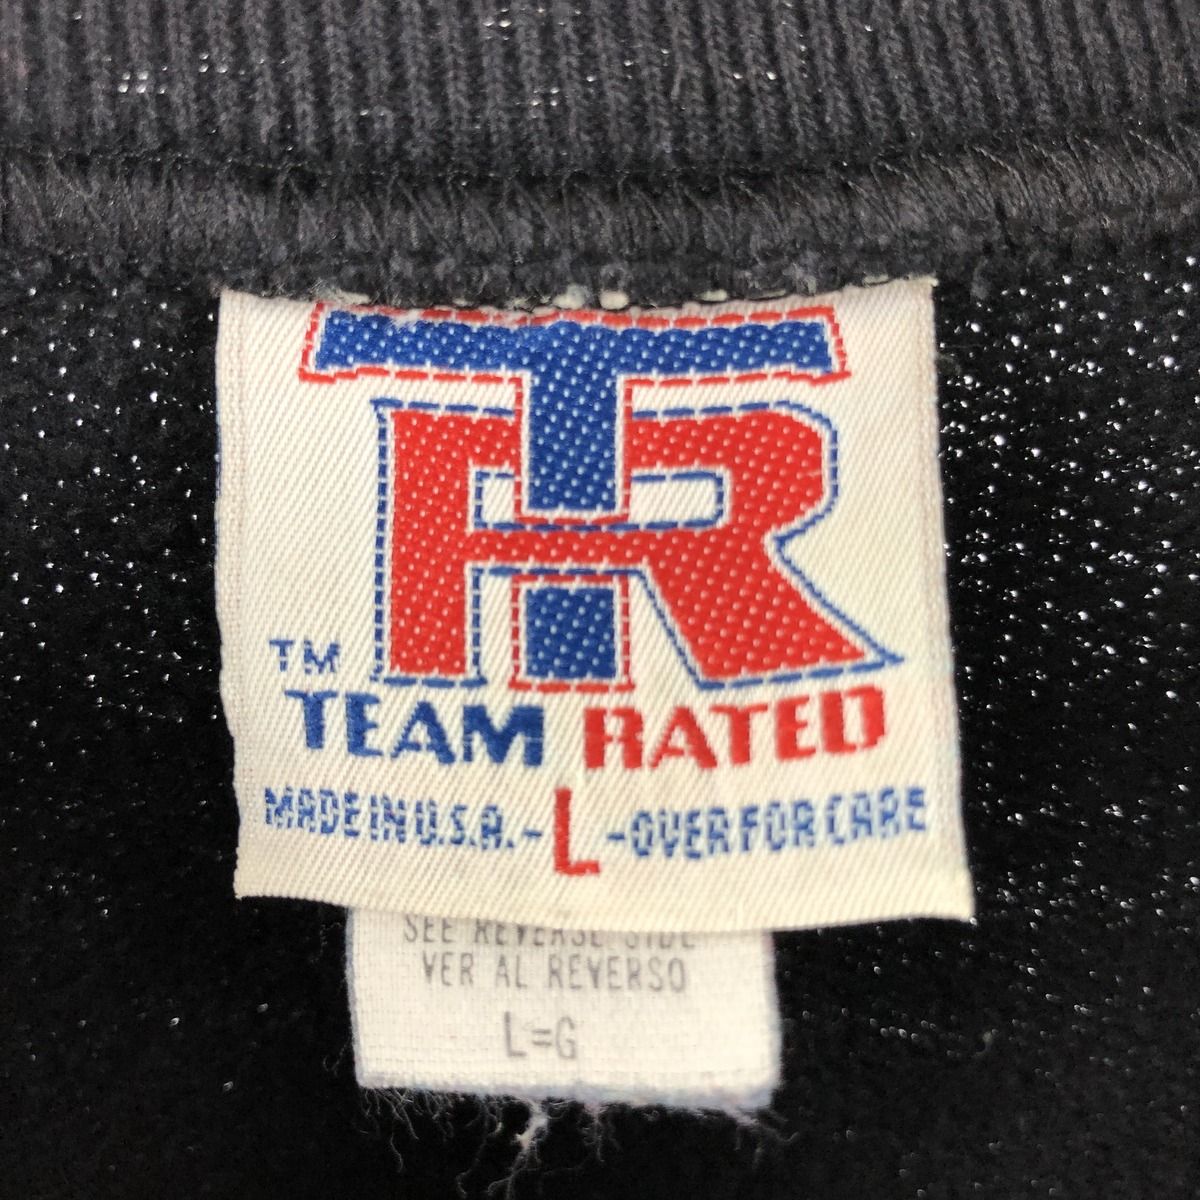 TR
TM
TEAM RATED
MADE IN U.S.A.-L-OVER FOR CARE
SEE REVERSE SIDE
VER AL REVERSO
L=G